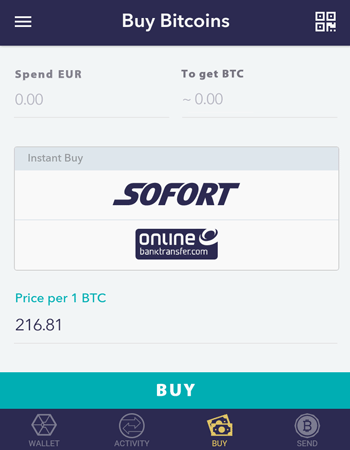 Buy Bitcoins
Spend EUR To get BTC
0.00 ~ 0.00
Instant Buy
SOFORT
online
banktransfer.com
Price per 1 BTC
216.81
BUY
WALLET ACTIVITY BUY SEND